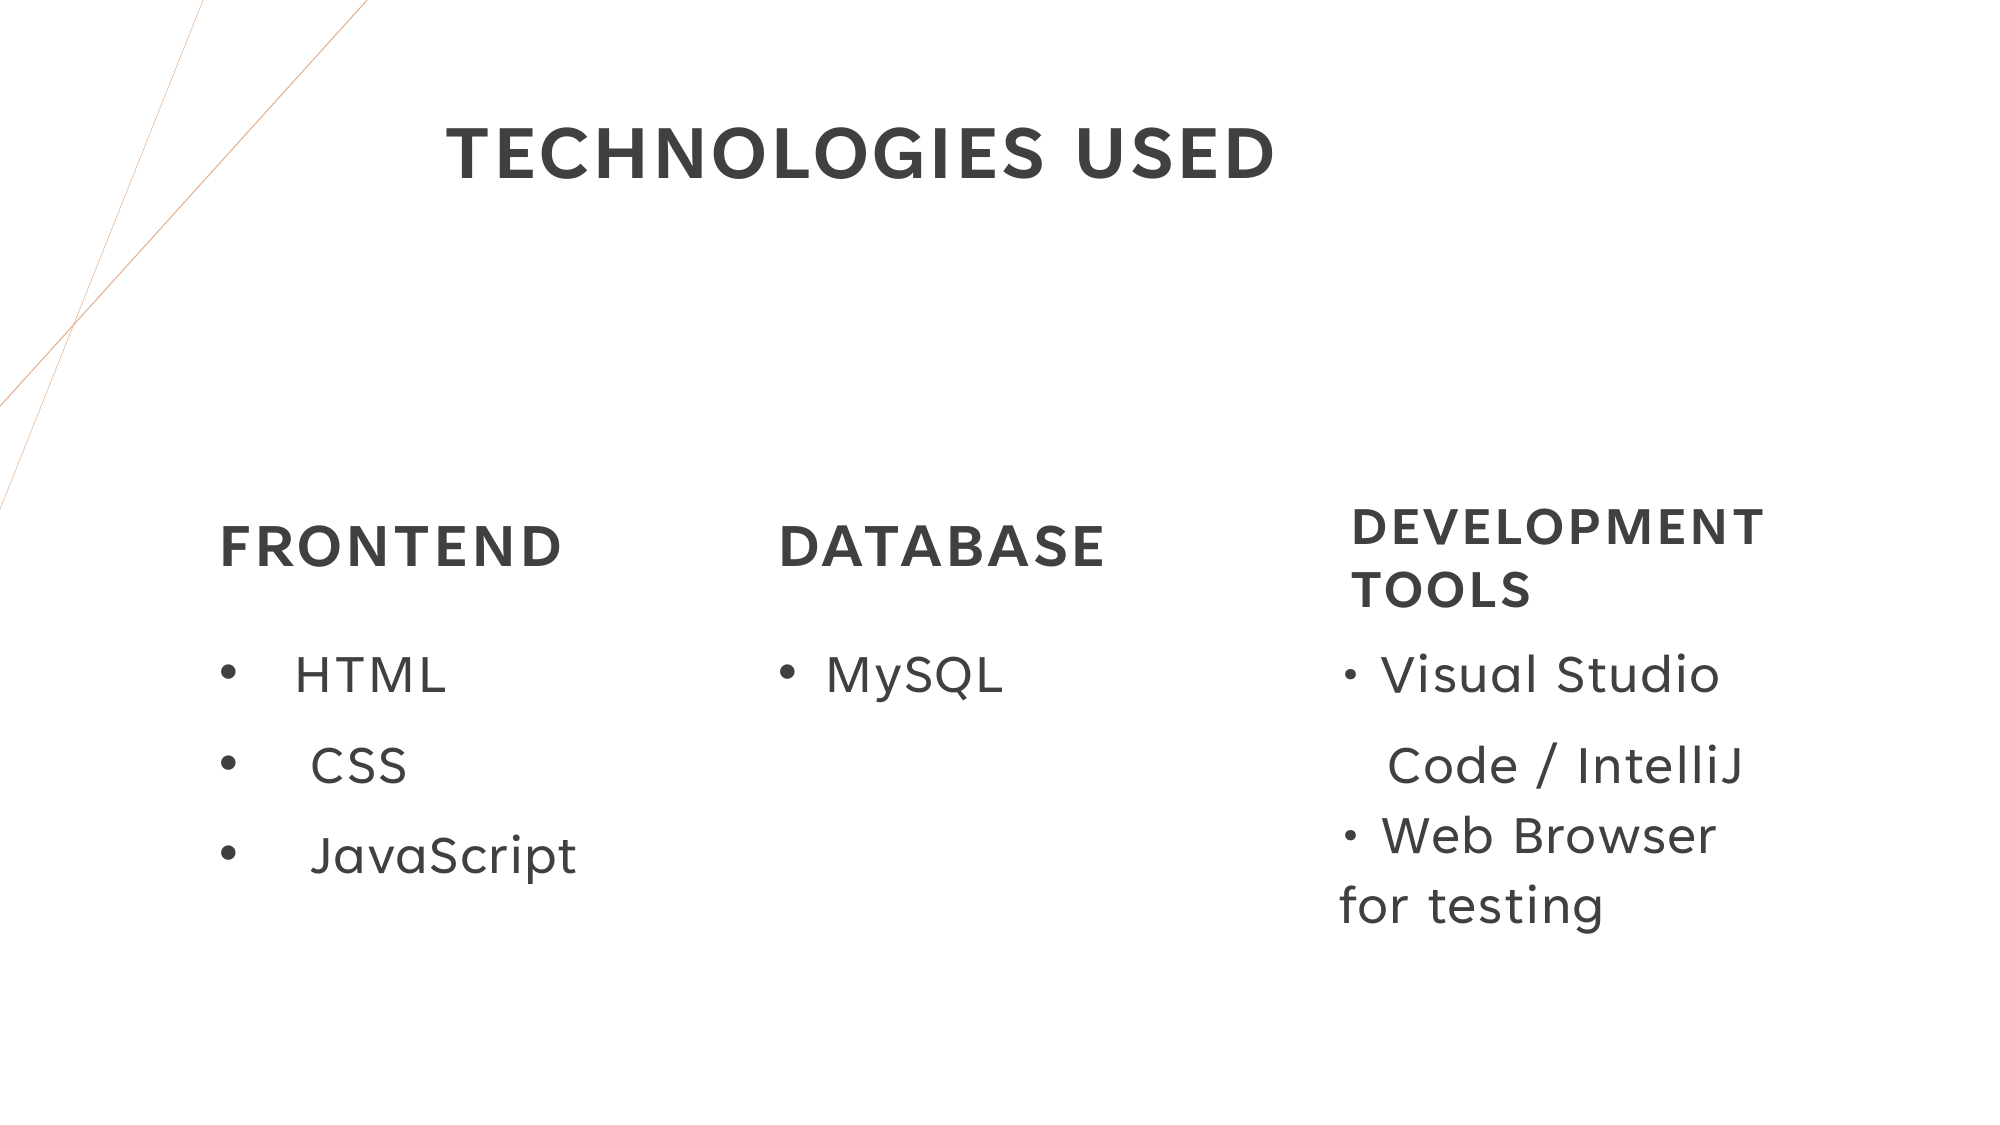 TECHNOLOGIES USED
FRONTEND
• HTML
• CSS
• JavaScript
DATABASE
• MySQL
DEVELOPMENT
TOOLS
• Visual Studio
Code / IntelliJ
• Web Browser
for testing